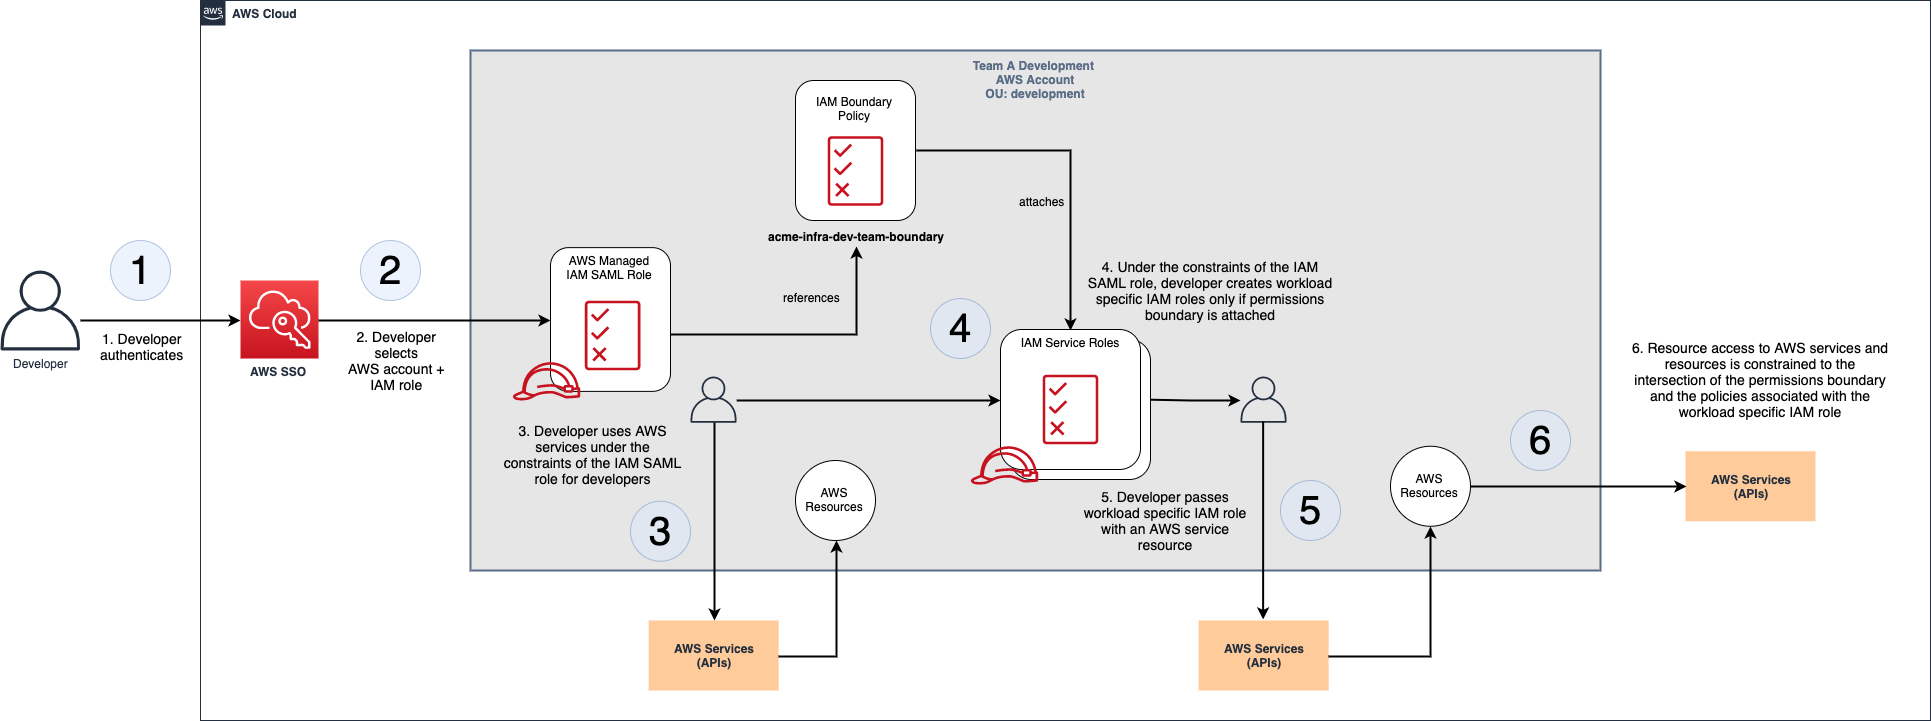 aws
AWS Cloud
Team A Development
AWS Account
OU: development
IAM Boundary
Policy
acme-infra-dev-team-boundary
attaches
references
1
2
Developer
1. Developer
authenticates
AWS SSO
2. Developer
selects
AWS account +
IAM role
AWS Managed
IAM SAML Role
3. Developer uses AWS
services under the
constraints of the IAM SAML
role for developers
3
AWS
Resources
AWS Services
(APIs)
4
4. Under the constraints of the IAM
SAML role, developer creates workload
specific IAM roles only if permissions
boundary is attached
IAM Service Roles
5. Developer passes
workload specific IAM role
with an AWS service
resource
5
AWS Services
(APIs)
AWS
Resources
6
6. Resource access to AWS services and
resources is constrained to the
intersection of the permissions boundary
and the policies associated with the
workload specific IAM role
AWS Services
(APIs)